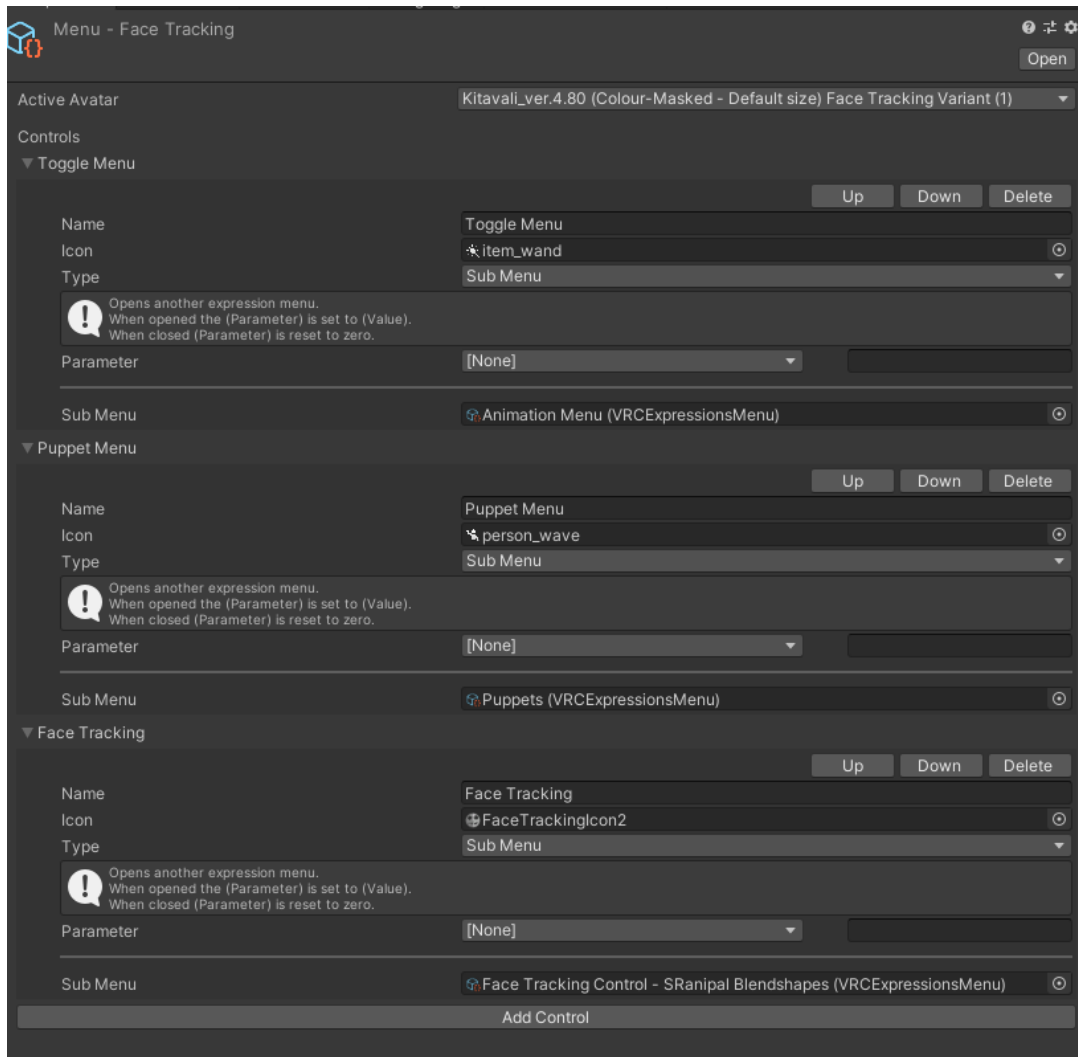 Menu - Face Tracking
Open
Active Avatar Kitavali_ver.4.80 (Colour-Masked - Default size) Face Tracking Variant (1)
Controls
Toggle Menu
Up Down Delete
Name Toggle Menu
Icon item_wand
Type Sub Menu
Opens another expression menu.
When opened the (Parameter) is set to (Value).
When closed (Parameter) is reset to zero.
Parameter [None]
Sub Menu Animation Menu (VRCExpressionsMenu)
Puppet Menu
Up Down Delete
Name Puppet Menu
Icon person_wave
Type Sub Menu
Opens another expression menu.
When opened the (Parameter) is set to (Value).
When closed (Parameter) is reset to zero.
Parameter [None]
Sub Menu Puppets (VRCExpressionsMenu)
Face Tracking
Up Down Delete
Name Face Tracking
Icon FaceTrackingIcon2
Type Sub Menu
Opens another expression menu.
When opened the (Parameter) is set to (Value).
When closed (Parameter) is reset to zero.
Parameter [None]
Sub Menu Face Tracking Control - SRanipal Blendshapes (VRCExpressionsMenu)
Add Control